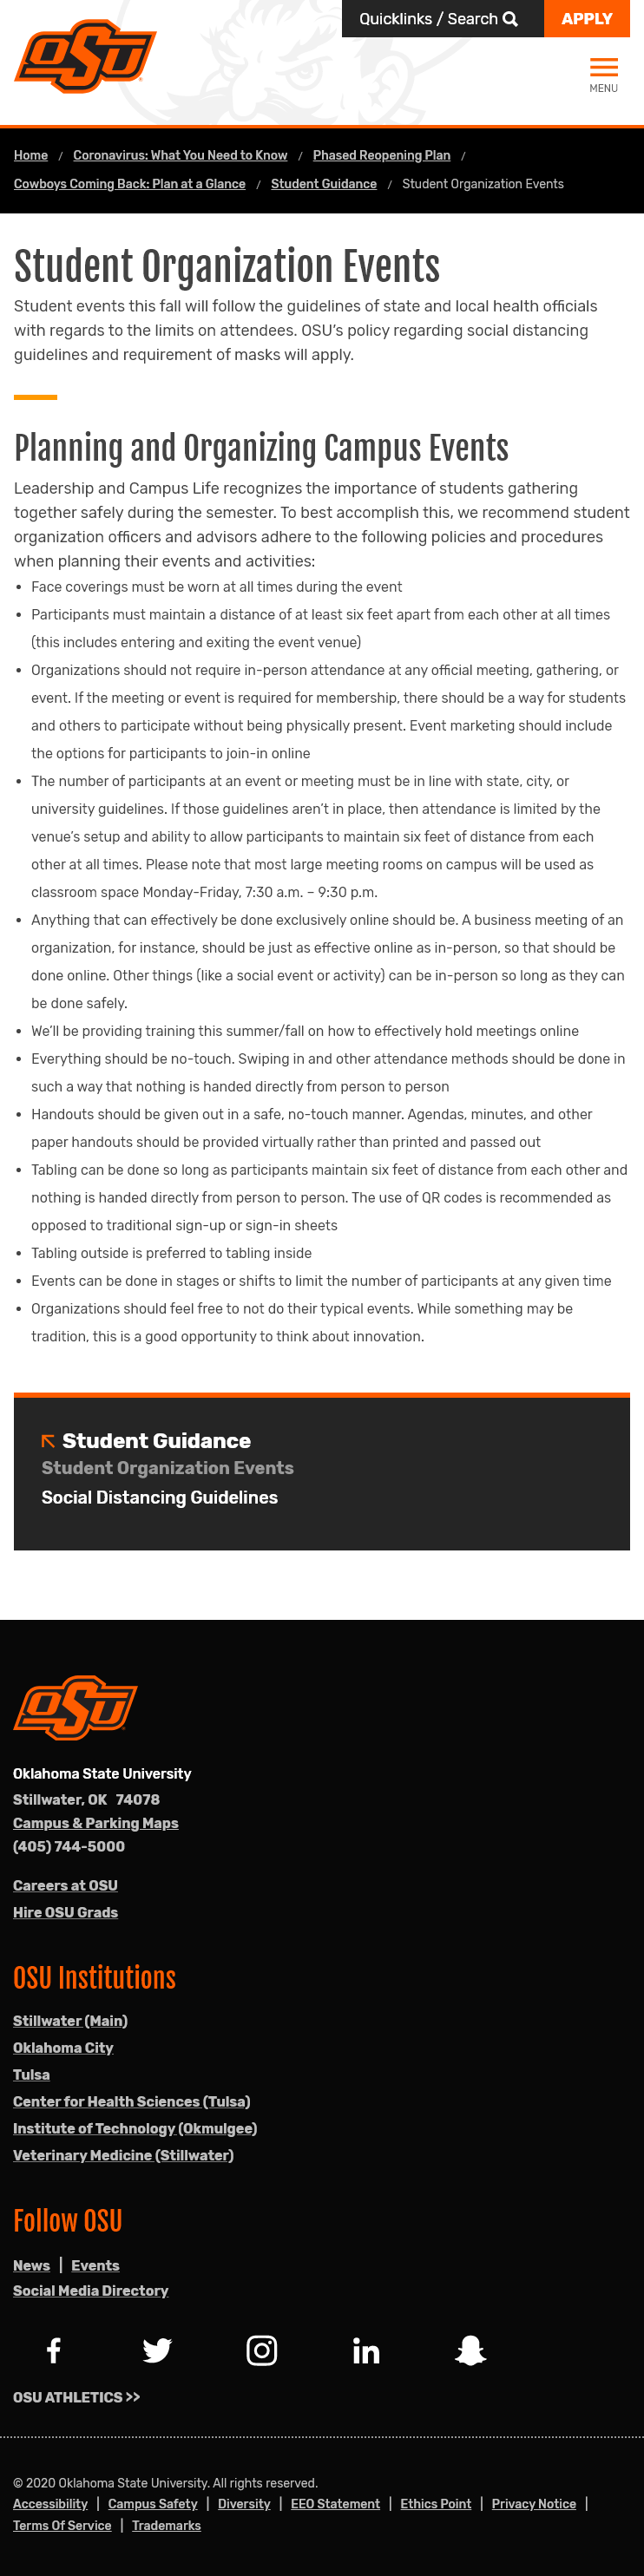 OSU
Quicklinks / Search
APPLY
MENU
Home / Coronavirus: What You Need to Know / Phased Reopening Plan /
Cowboys Coming Back: Plan at a Glance / Student Guidance / Student Organization Events
Student Organization Events
Student events this fall will follow the guidelines of state and local health officials
with regards to the limits on attendees. OSU's policy regarding social distancing
guidelines and requirement of masks will apply.
Planning and Organizing Campus Events
Leadership and Campus Life recognizes the importance of students gathering
together safely during the semester. To best accomplish this, we recommend student
organization officers and advisors adhere to the following policies and procedures
when planning their events and activities:
• Face coverings must be worn at all times during the event
• Participants must maintain a distance of at least six feet apart from each other at all times
(this includes entering and exiting the event venue)
• Organizations should not require in-person attendance at any official meeting, gathering, or
event. If the meeting or event is required for membership, there should be a way for students
and others to participate without being physically present. Event marketing should include
the options for participants to join-in online
• The number of participants at an event or meeting must be in line with state, city, or
university guidelines. If those guidelines aren't in place, then attendance is limited by the
venue's setup and ability to allow participants to maintain six feet of distance from each
other at all times. Please note that most large meeting rooms on campus will be used as
classroom space Monday-Friday, 7:30 a.m. – 9:30 p.m.
• Anything that can effectively be done exclusively online should be. A business meeting of an
organization, for instance, should be just as effective online as in-person, so that should be
done online. Other things (like a social event or activity) can be in-person so long as they can
be done safely.
• We'll be providing training this summer/fall on how to effectively hold meetings online
• Everything should be no-touch. Swiping in and other attendance methods should be done in
such a way that nothing is handed directly from person to person
• Handouts should be given out in a safe, no-touch manner. Agendas, minutes, and other
paper handouts should be provided virtually rather than printed and passed out
• Tabling can be done so long as participants maintain six feet of distance from each other and
nothing is handed directly from person to person. The use of QR codes is recommended as
opposed to traditional sign-up or sign-in sheets
• Tabling outside is preferred to tabling inside
• Events can be done in stages or shifts to limit the number of participants at any given time
• Organizations should feel free to not do their typical events. While something may be
tradition, this is a good opportunity to think about innovation.
Student Guidance
Student Organization Events
Social Distancing Guidelines
OSU
Oklahoma State University
Stillwater, OK 74078
Campus & Parking Maps
(405) 744-5000
Careers at OSU
Hire OSU Grads
OSU Institutions
Stillwater (Main)
Oklahoma City
Tulsa
Center for Health Sciences (Tulsa)
Institute of Technology (Okmulgee)
Veterinary Medicine (Stillwater)
Follow OSU
News | Events
Social Media Directory
OSU ATHLETICS >>
© 2020 Oklahoma State University. All rights reserved.
Accessibility | Campus Safety | Diversity | EEO Statement | Ethics Point | Privacy Notice |
Terms Of Service | Trademarks